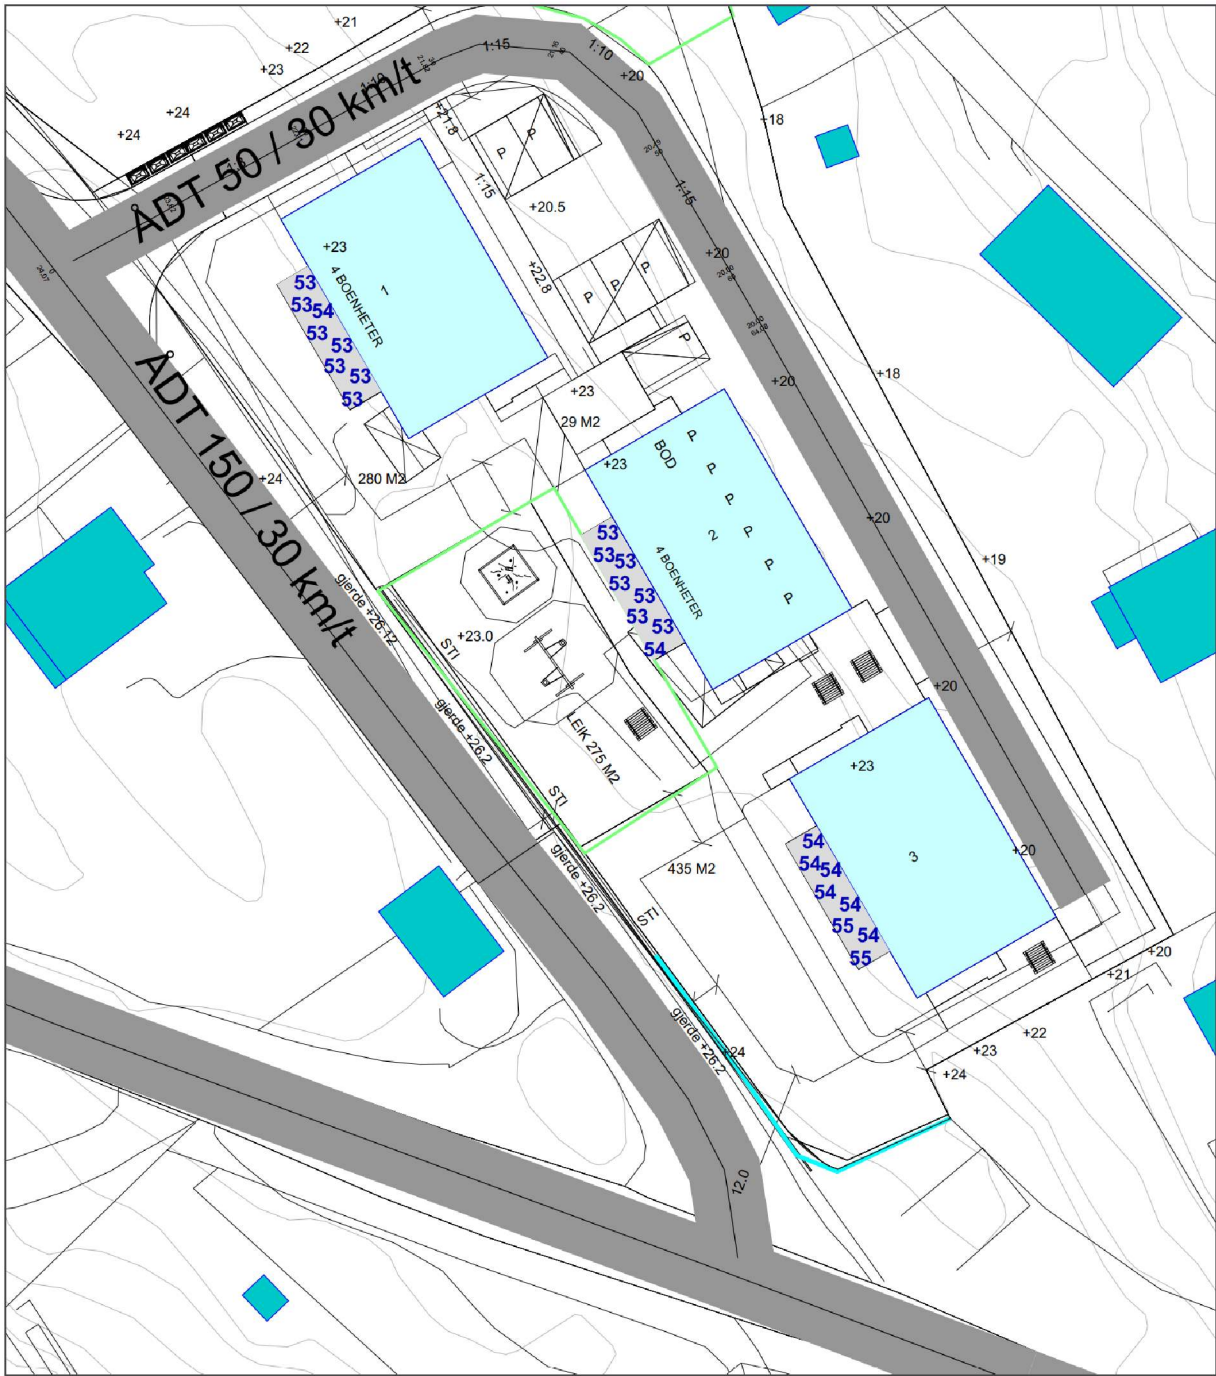 +21
+22
+23
+24
+24
1:15
1:10
+20
1:10
ÅDT 50 / 30 km/t
+21.8
P
1:15
+20.5
+18
1:15
+20
+23
4 BOENHETER
1
+22.8
P
P
P
53
53
54
53
53
53
53
53
P
+20
+18
+23
29 M2
ÅDT 150 / 30 km/t
+24
280 M2
+23
BOD
P
P
P
P
P
P
2
4 BOENHETER
+20
+19
53
53
53
53
53
53
53
54
gjerde +26.12
STI
+23.0
LEIK 275 M2
gjerde +26.2
+20
+23
STI
gjerde +26.2
435 M2
3
+20
54
54
54
54
54
55
54
55
STI
gjerde +26.2
+24
+20
+21
+22
+23
+24
12.0